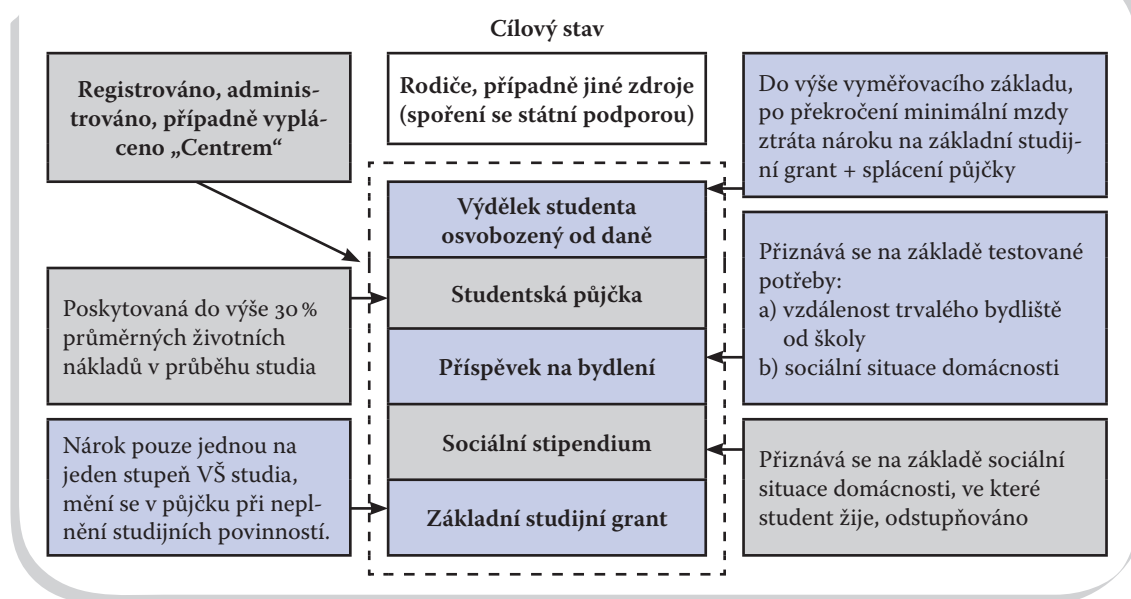 Cílový stav
Registrováno, adminis-
trováno, případně vyplá-
ceno „Centrem“
Rodiče, případně jiné zdroje
(spoření se státní podporou)
Do výše vyměřovacího základu,
po překročení minimální mzdy
ztráta nároku na základní studij-
ní grant + splácení půjčky
Výdělek studenta
osvobozený od daně
Studentská půjčka
Příspěvek na bydlení
Sociální stipendium
Základní studijní grant
Poskytovaná do výše 30 %
průměrných životních
nákladů v průběhu studia
Nárok pouze jednou na
jeden stupeň VŠ studia,
mění se v půjčku při nepl-
nění studijních povinností.
Přiznává se na základě testované
potřeby:
a) vzdálenost trvalého bydliště
od školy
b) sociální situace domácnosti
Přiznává se na základě sociální
situace domácnosti, ve které
student žije, odstupňováno